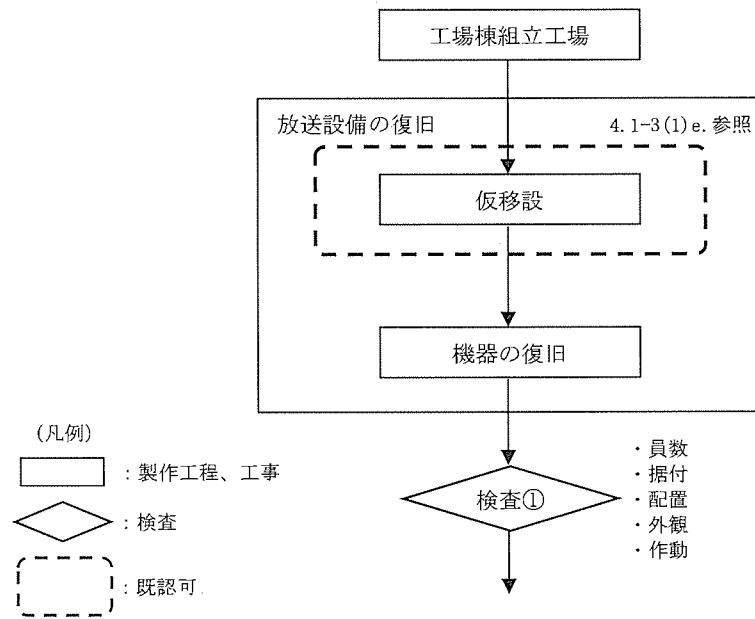 工場棟組立工場
放送設備の復旧
4.1-3(1)e.参照
仮移設
機器の復旧
検査①
・員数
・据付
・配置
・外観
・作動
(凡例)
：製作工程、工事
：検査
：既認可